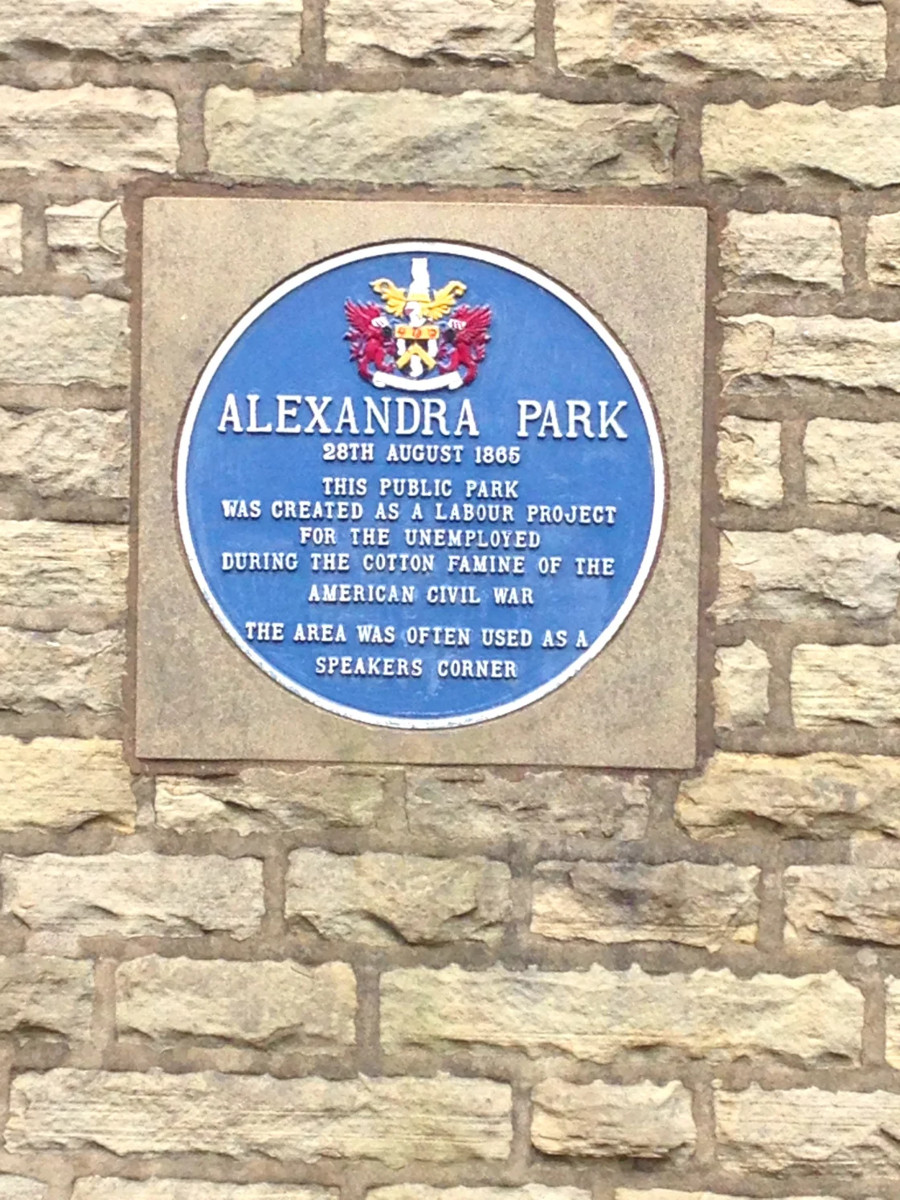 ALEXANDRA PARK
28TH AUGUST 1865
THIS PUBLIC PARK
WAS CREATED AS A LABOUR PROJECT
FOR THE UNEMPLOYED
DURING THE COTTON FAMINE OF THE
AMERICAN CIVIL WAR
THE AREA WAS OFTEN USED AS A
SPEAKERS CORNER